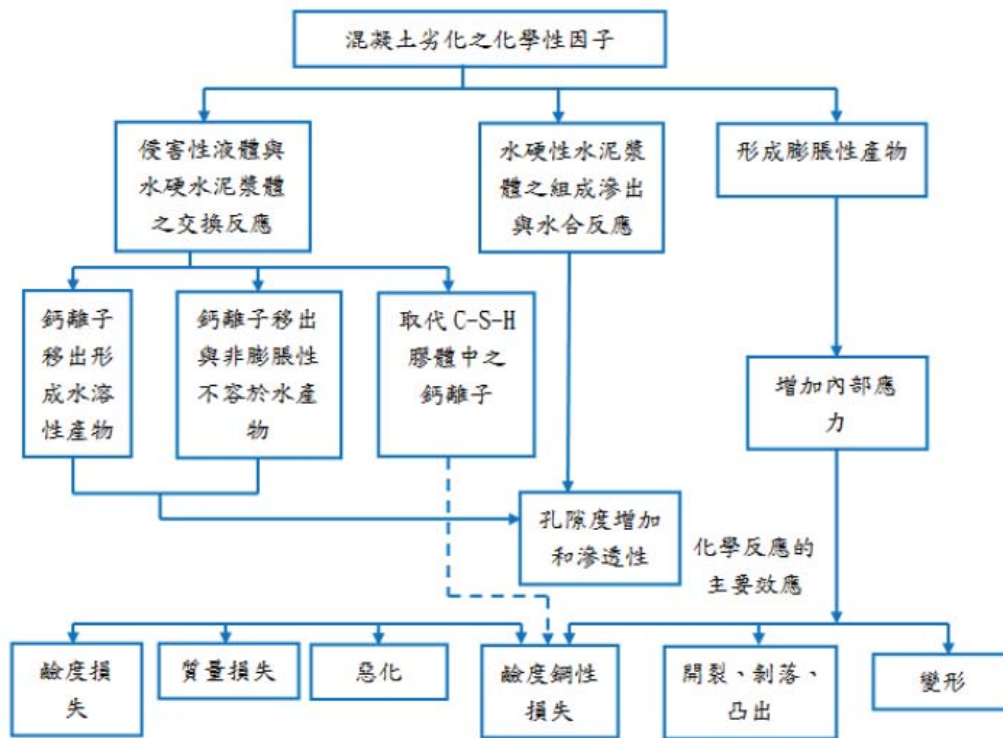 混凝土劣化之化學性因子
侵害性液體與
水硬水泥漿體
之交換反應
水硬性水泥漿
體之組成滲出
與水合反應
形成膨脹性產物
鈣離子
移出形
成水溶
性產物
鈣離子移出
與非膨脹性
不容於水產
物
取代 C-S-H
膠體中之
鈣離子
增加內部應
力
孔隙度增加
和滲透性
化學反應的
主要效應
鹼度損
失
質量損失
惡化
鹼度鋼性
損失
開裂、剝落、
凸出
變形